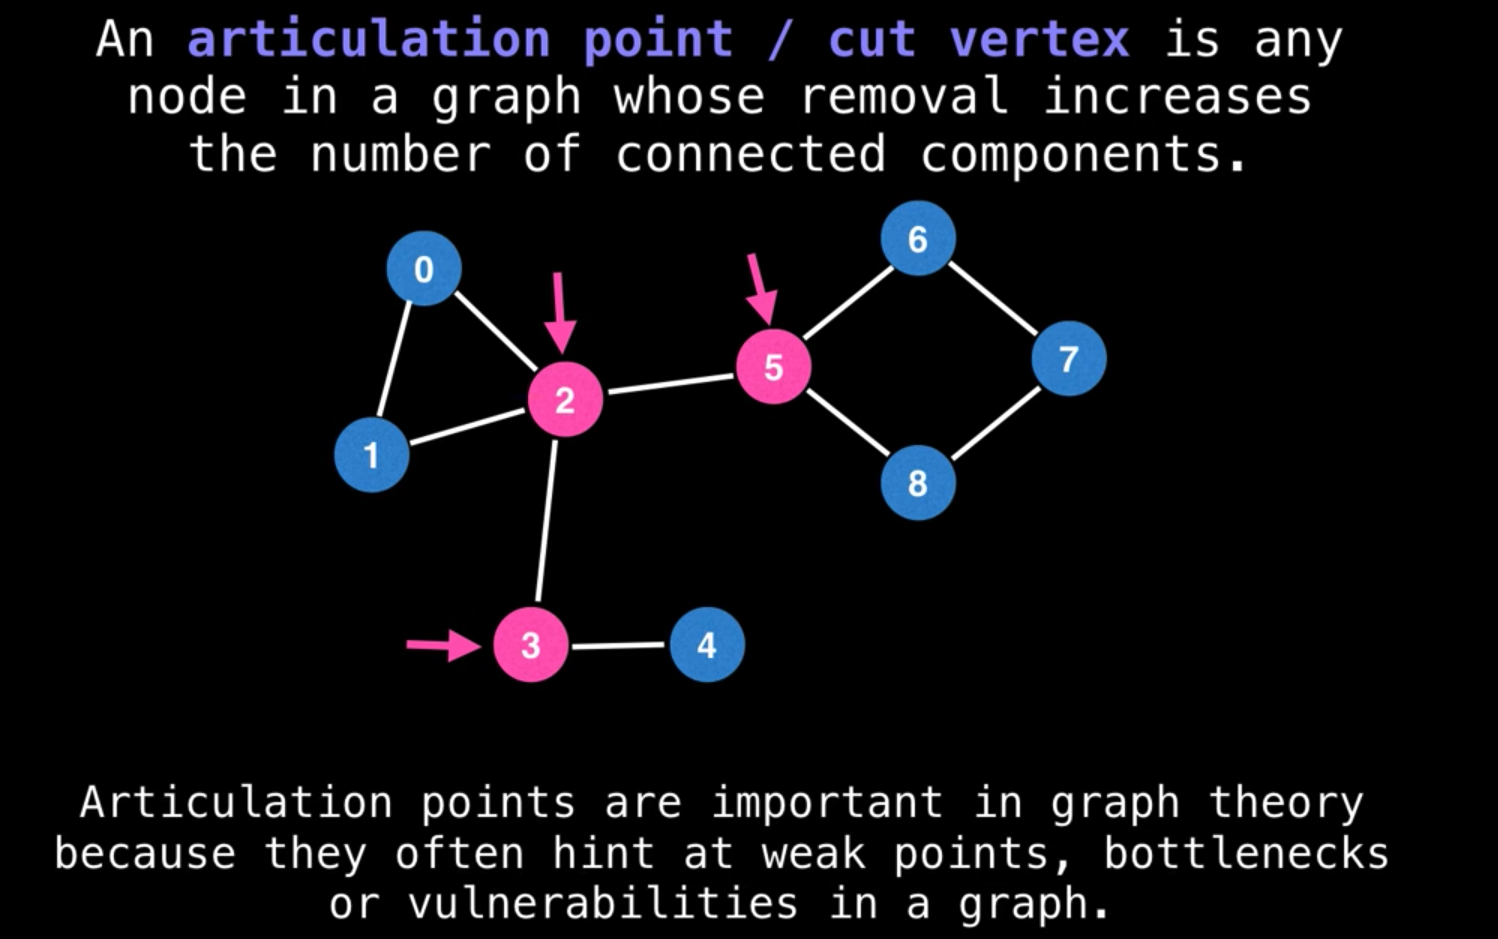 An articulation point / cut vertex is any
node in a graph whose removal increases
the number of connected components.
6
0
5
7
2
1
8
3
4
Articulation points are important in graph theory
because they often hint at weak points, bottlenecks
or vulnerabilities in a graph.